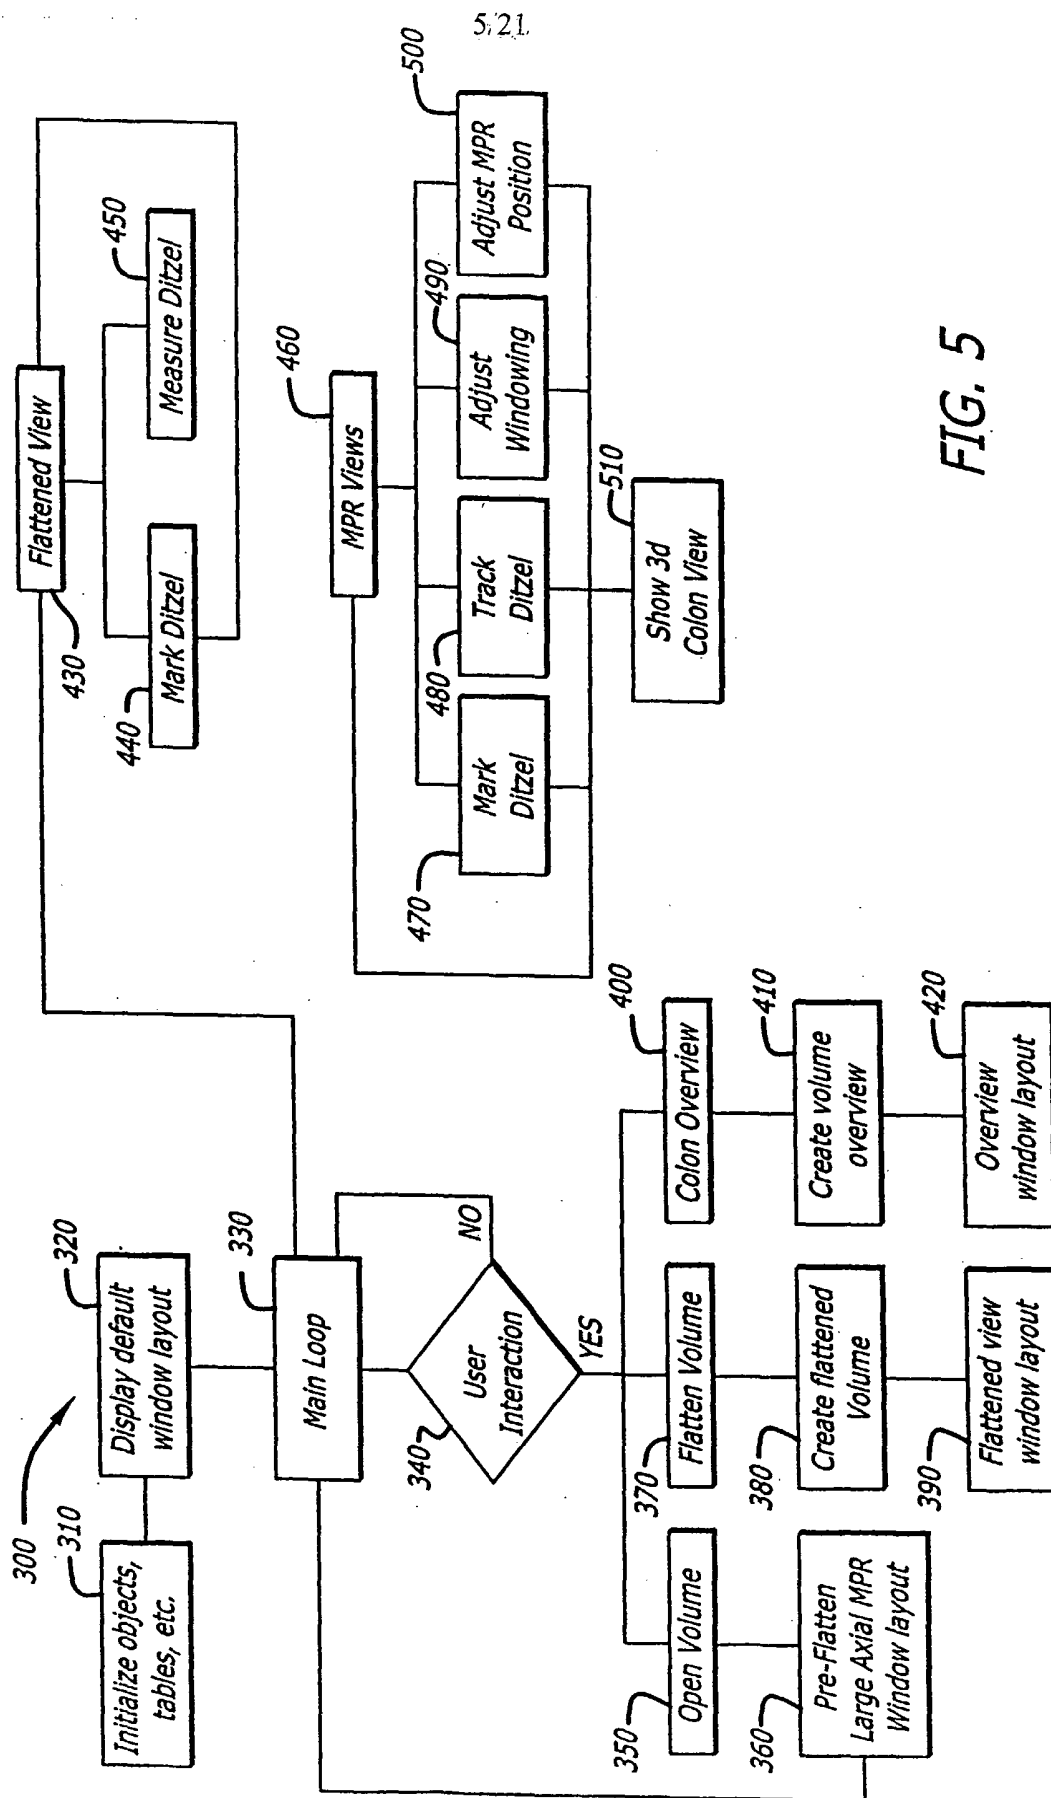 5/21
300
310
Initialize objects,
tables, etc.
320
Display default
window layout
330
Main Loop
340
User
Interaction
NO
YES
350
Open Volume
360
Pre-Flatten
Large Axial MPR
Window layout
370
Flatten Volume
380
Create flattened
Volume
390
Flattened view
window layout
400
Colon Overview
410
Create volume
overview
420
Overview
window layout
430
Flattened View
440
Mark Ditzel
450
Measure Ditzel
460
MPR Views
470
Mark
Ditzel
480
Track
Ditzel
490
Adjust
Windowing
500
Adjust MPR
Position
510
Show 3d
Colon View
FIG. 5